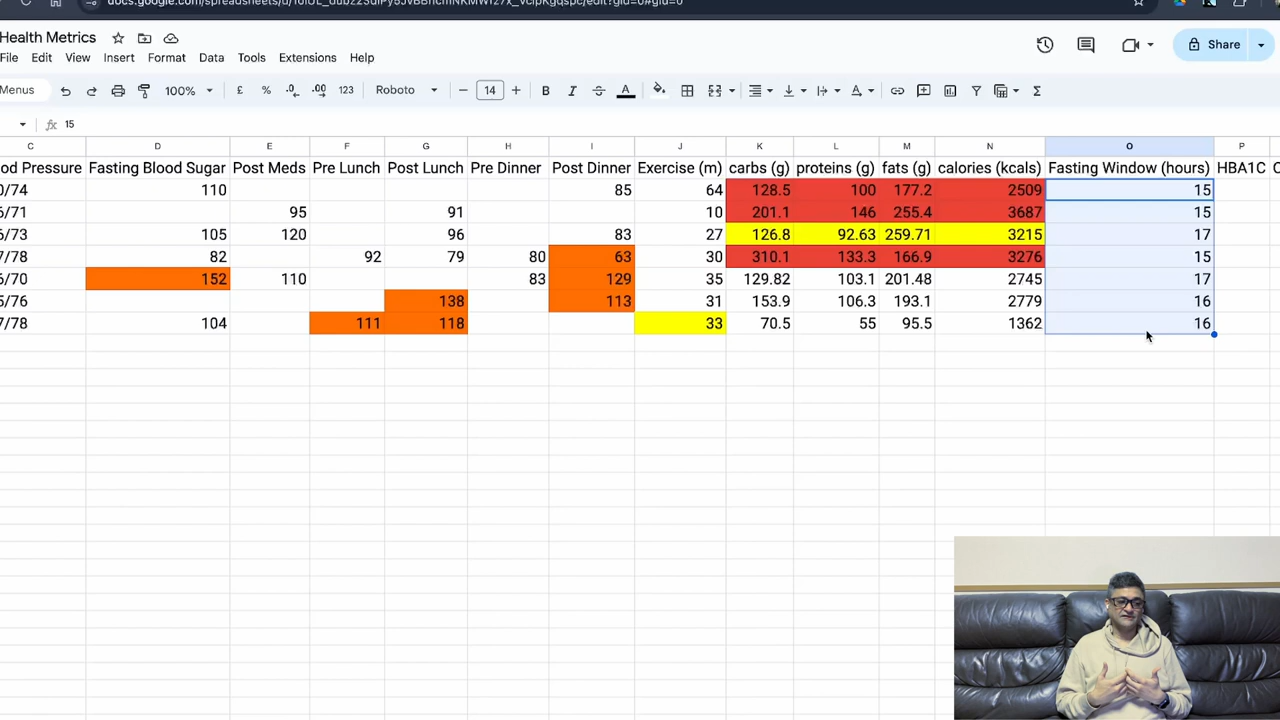 Health Metrics
File Edit View Insert Format Data Tools Extensions Help
Share
Menus 100% £ % .0 .00 123 Roboto 14 B I A Σ
fx 15
C D E F G H I J K L M N O P
od Pressure Fasting Blood Sugar Post Meds Pre Lunch Post Lunch Pre Dinner Post Dinner Exercise (m) carbs (g) proteins (g) fats (g) calories (kcals) Fasting Window (hours) HBA1C C
0/74 110 85 64 128.5 100 177.2 2509 15
6/71 95 91 10 201.1 146 255.4 3687 15
6/73 105 120 96 83 27 126.8 92.63 259.71 3215 17
7/78 82 92 79 80 63 30 310.1 133.3 166.9 3276 15
6/70 152 110 83 129 35 129.82 103.1 201.48 2745 17
5/76 138 113 31 153.9 106.3 193.1 2779 16
7/78 104 111 118 33 70.5 55 95.5 1362 16